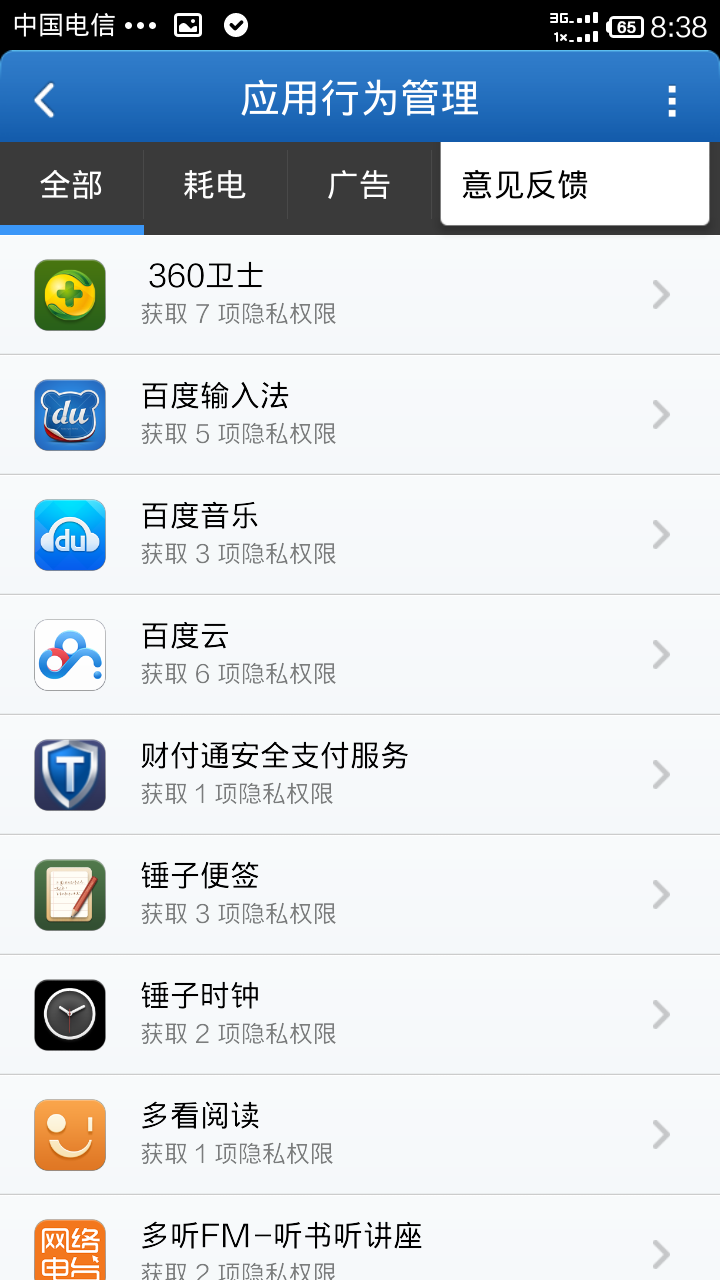 中国电信
3G
1x
65
8:38
应用行为管理
全部
耗电
广告
意见反馈
360卫士
获取 7 项隐私权限
du
百度输入法
获取 5 项隐私权限
du
百度音乐
获取 3 项隐私权限
百度云
获取 6 项隐私权限
T
财付通安全支付服务
获取 1 项隐私权限
锤子便签
获取 3 项隐私权限
锤子时钟
获取 2 项隐私权限
多看阅读
获取 1 项隐私权限
网络
电台
多听FM-听书听讲座
获取 2 项隐私权限